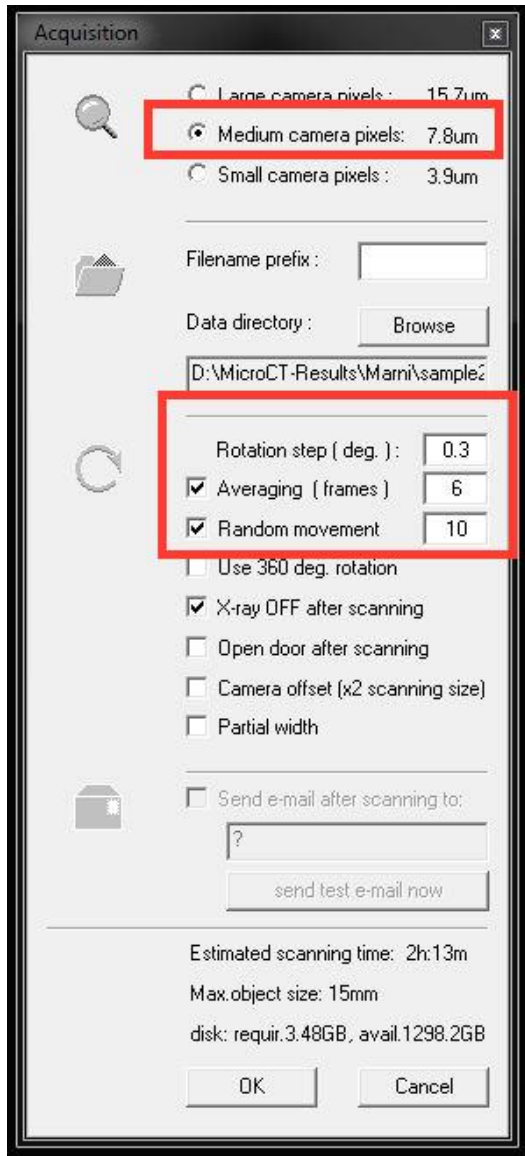 Acquisition
Large camera pixels : 15.7um
Medium camera pixels: 7.8um
Small camera pixels : 3.9um
Filename prefix :
Data directory : Browse
D:\MicroCT-Results\Marni\sample2
Rotation step ( deg. ) : 0.3
Averaging ( frames ) 6
Random movement 10
Use 360 deg. rotation
X-ray OFF after scanning
Open door after scanning
Camera offset (x2 scanning size)
Partial width
Send e-mail after scanning to:
?
send test e-mail now
Estimated scanning time: 2h:13m
Max.object size: 15mm
disk: requir.3.48GB, avail.1298.2GB
OK Cancel